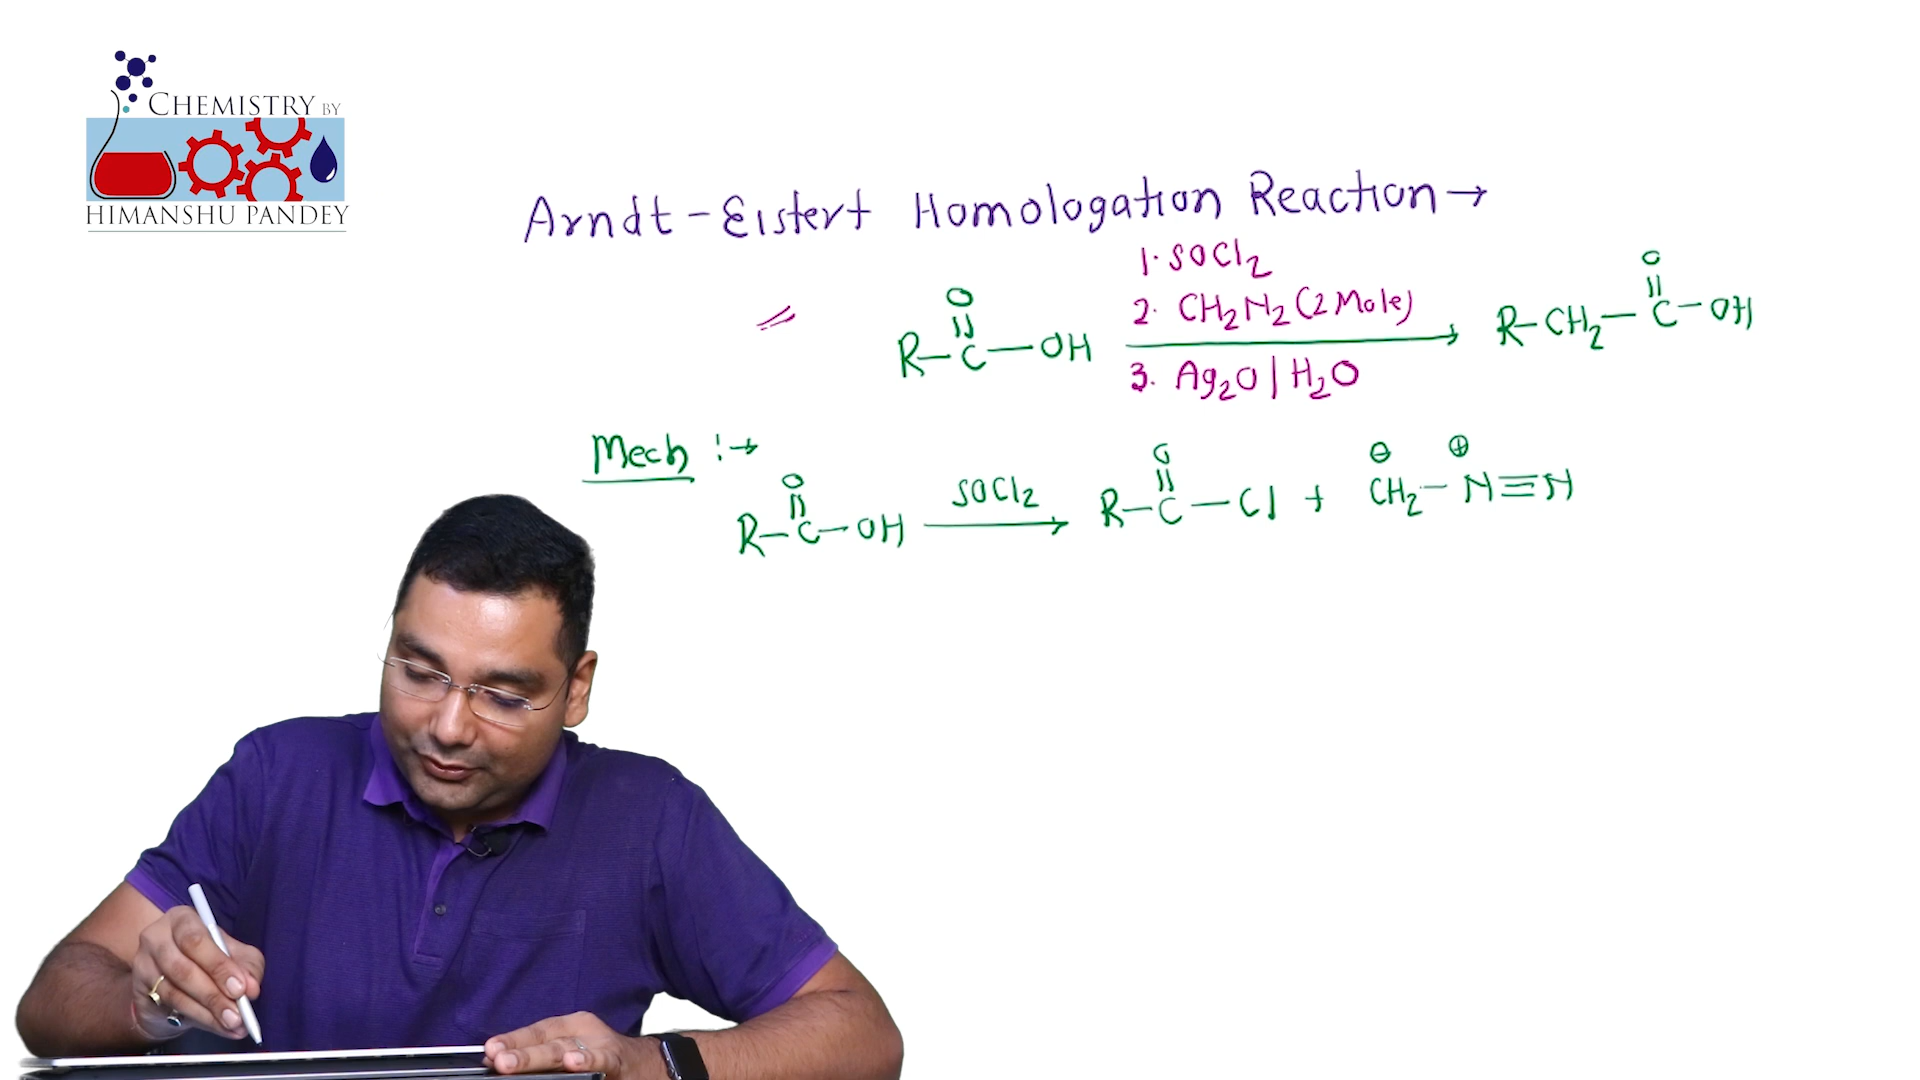 CHEMISTRY BY
HIMANSHU PANDEY
Arndt-Eistert Homologation Reaction →
1. SOCl2
2. CH2N2 (2 Mole)
3. Ag2O | H2O
O
R-C-OH
O
R-CH2-C-OH
Mech :→
O
R-C-OH
SOCl2
O
R-C-Cl + CH2-N≡N
⊖ ⊕